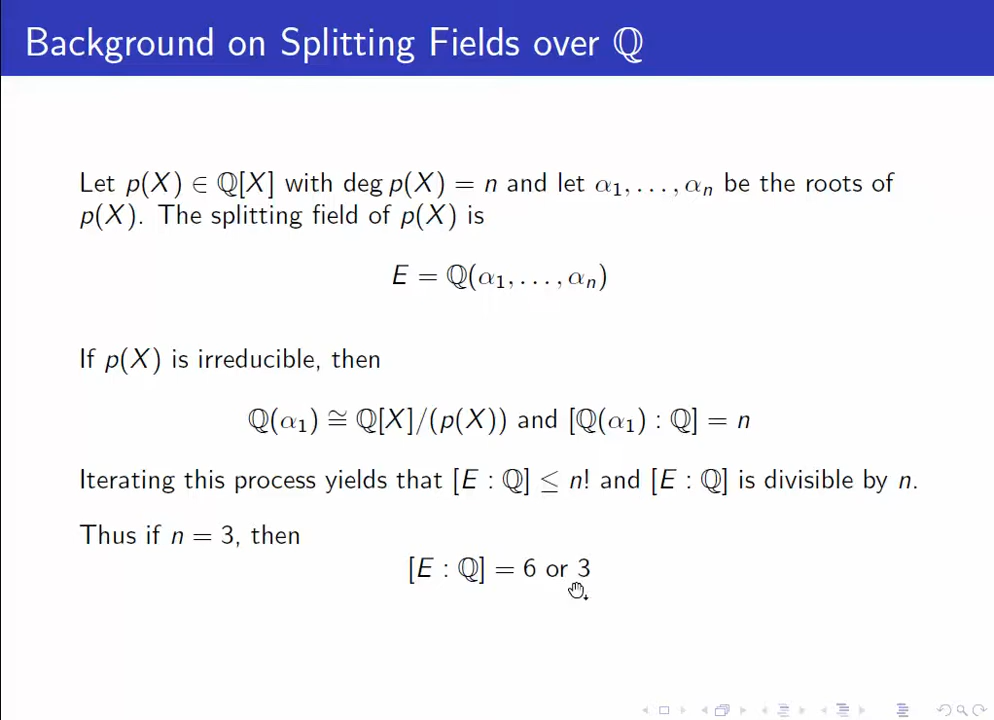 Background on Splitting Fields over ℚ
Let p(X) ∈ ℚ[X] with deg p(X) = n and let α₁, . . . , αₙ be the roots of
p(X). The splitting field of p(X) is
E = ℚ(α₁, . . . , αₙ)
If p(X) is irreducible, then
ℚ(α₁) ≅ ℚ[X]/(p(X)) and [ℚ(α₁) : ℚ] = n
Iterating this process yields that [E : ℚ] ≤ n! and [E : ℚ] is divisible by n.
Thus if n = 3, then
[E : ℚ] = 6 or 3